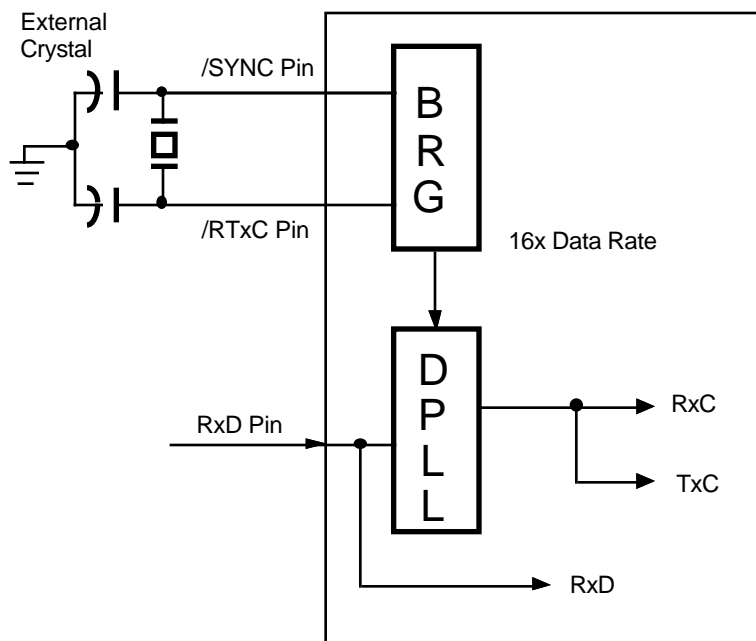 External
Crystal
/SYNC Pin
B
R
G
/RTxC Pin
16x Data Rate
D
P
L
L
RxD Pin
RxC
TxC
RxD